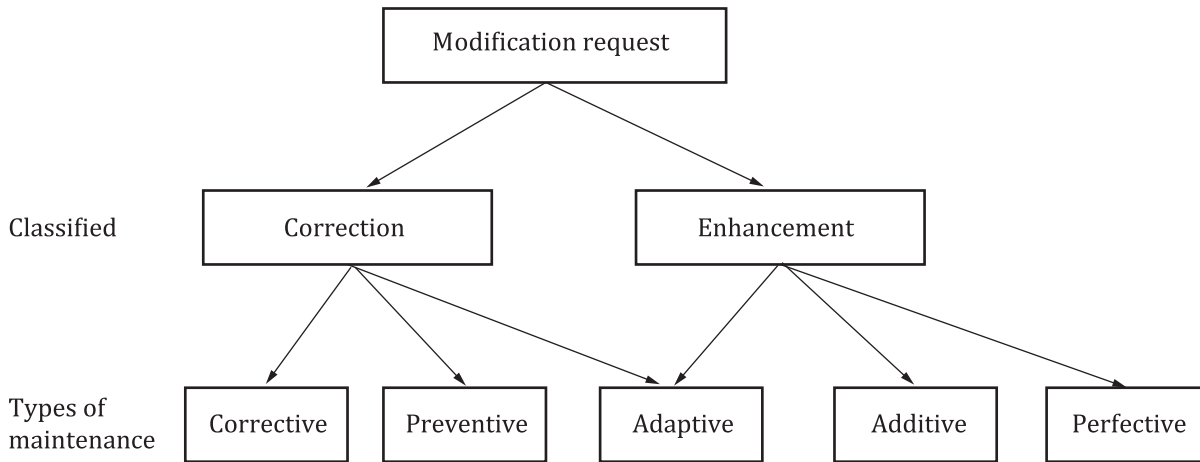 Modification request
Classified
Correction
Enhancement
Types of
maintenance
Corrective
Preventive
Adaptive
Additive
Perfective